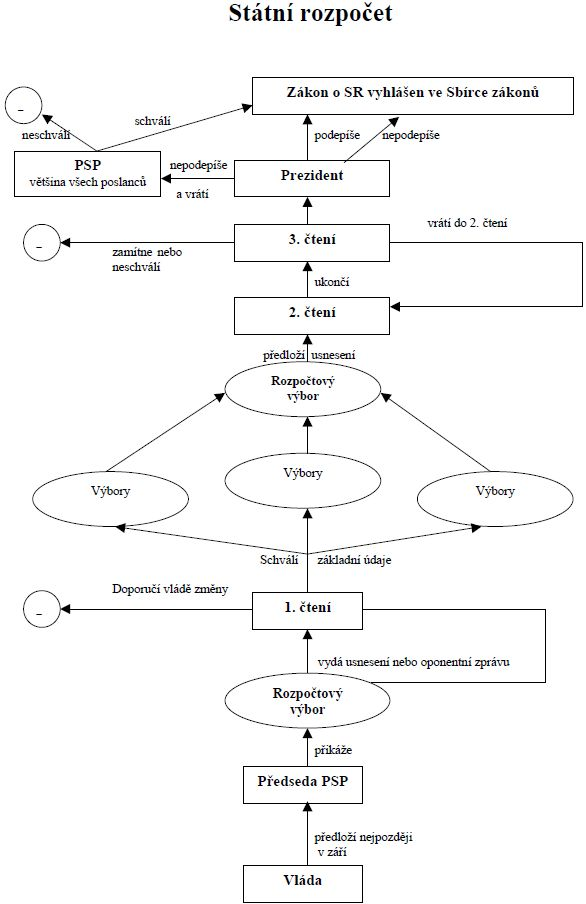 Státní rozpočet
Zákon o SR vyhlášen ve Sbírce zákonů
–
neschválí
schválí
podepíše
nepodepíše
PSP
většina všech poslanců
nepodepíše
a vrátí
Prezident
–
zamítne nebo
neschválí
3. čtení
vrátí do 2. čtení
ukončí
2. čtení
předloží usnesení
Rozpočtový
výbor
Výbory
Výbory
Výbory
Schválí základní údaje
Doporučí vládě změny
–
1. čtení
vydá usnesení nebo oponentní zprávu
Rozpočtový
výbor
přikáže
Předseda PSP
předloží nejpozději
v září
Vláda